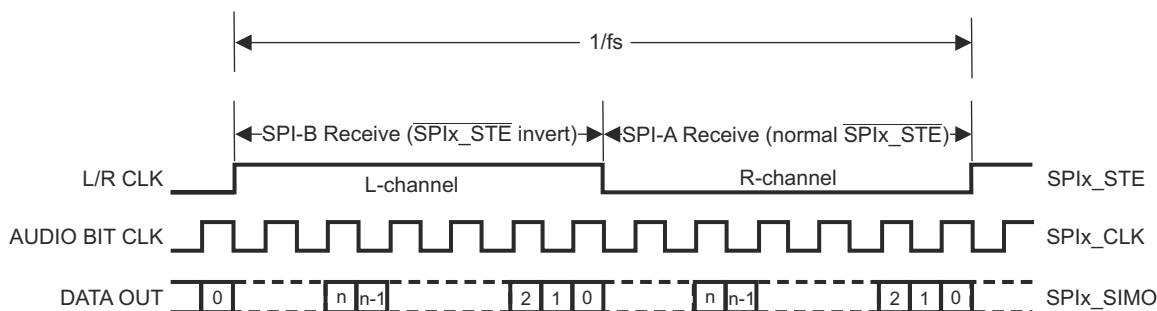 1/fs
SPI-B Receive (SPIx_STE invert) SPI-A Receive (normal SPIx_STE)
L/R CLK L-channel R-channel SPIx_STE
AUDIO BIT CLK SPIx_CLK
DATA OUT 0 n n-1 2 1 0 n n-1 2 1 0 SPIx_SIMO